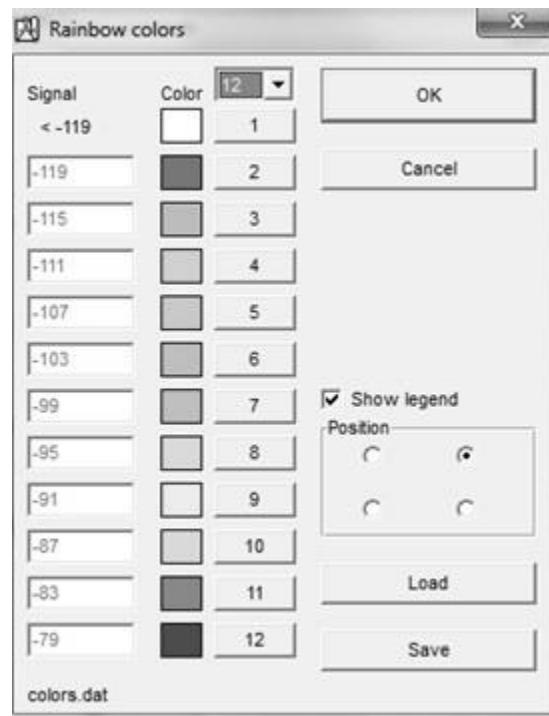 Rainbow colors
Signal Color 12
< -119 1
-119 2
-115 3
-111 4
-107 5
-103 6
-99 7
-95 8
-91 9
-87 10
-83 11
-79 12
colors.dat
OK
Cancel
Show legend
Position
Load
Save